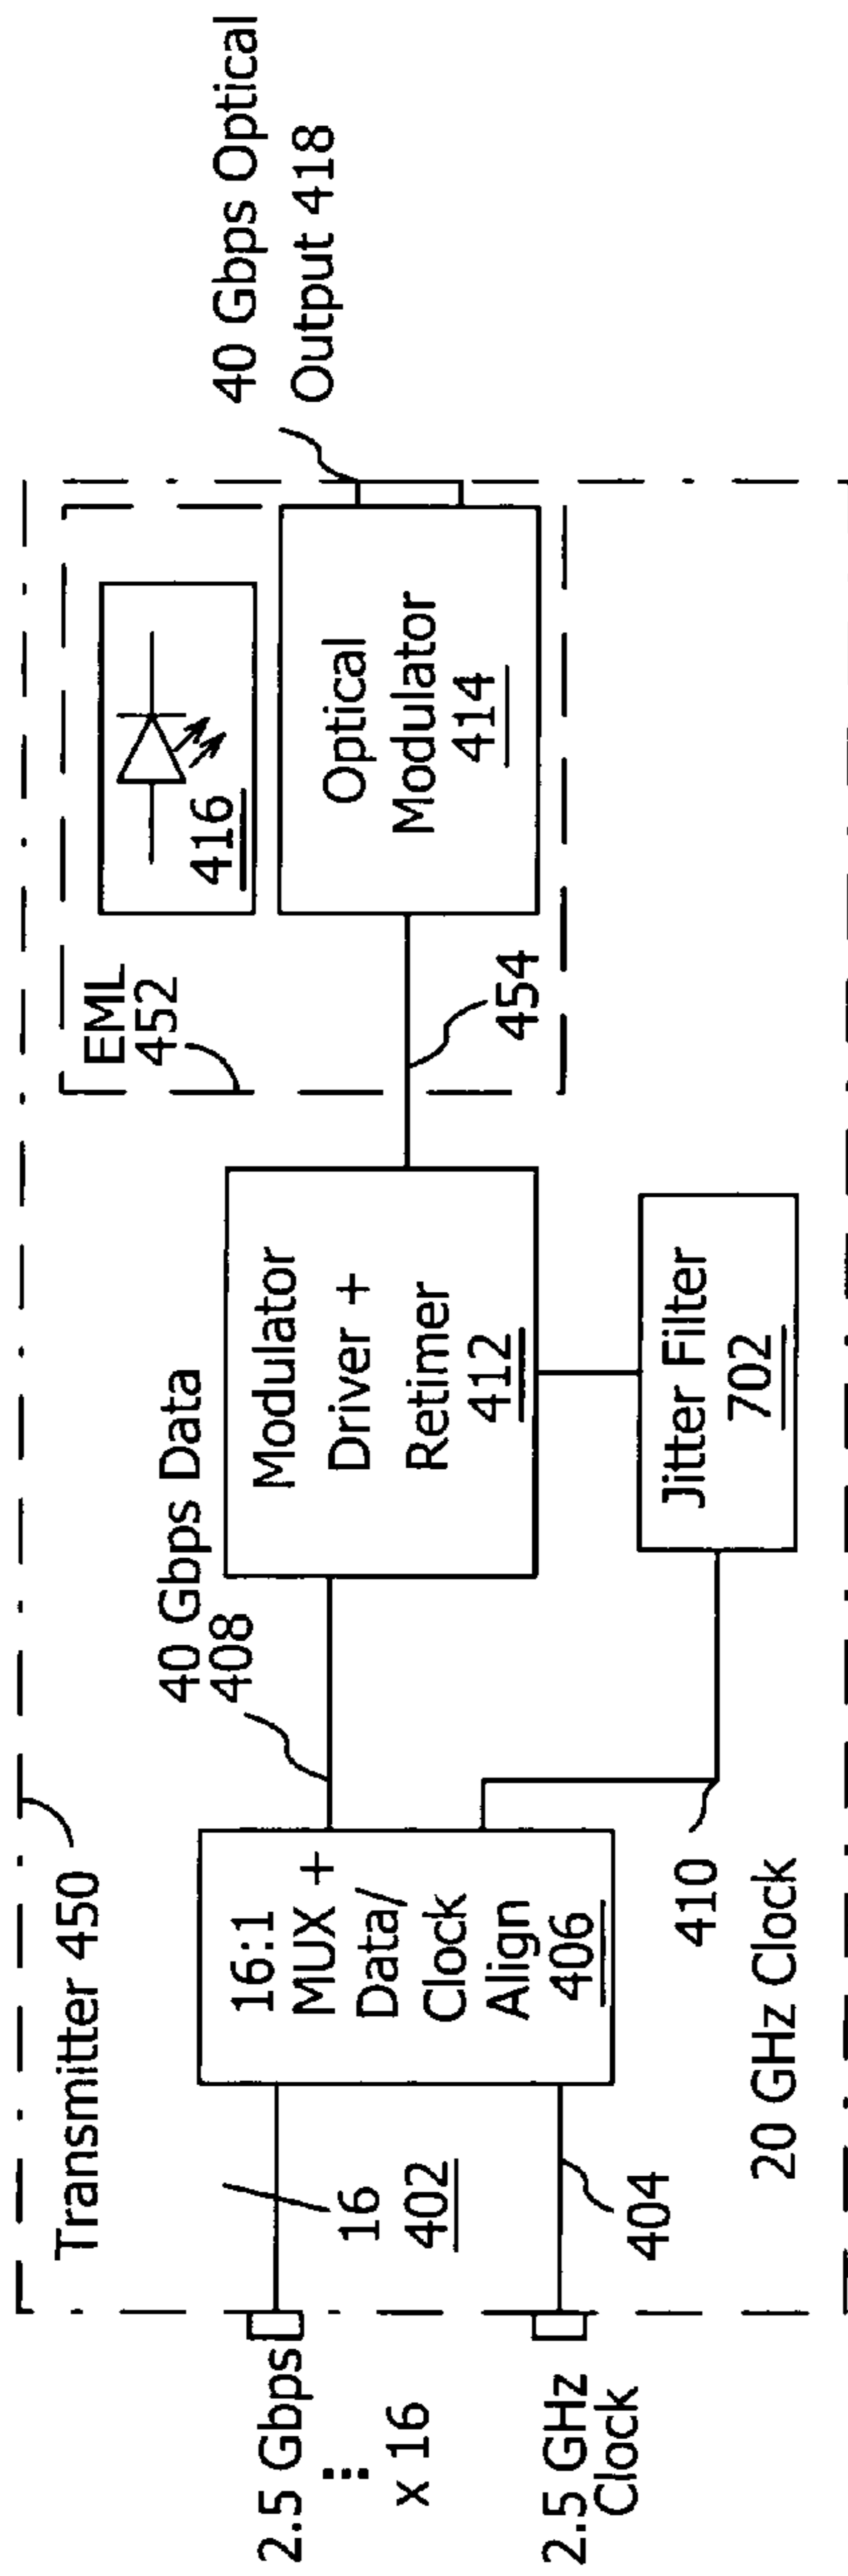 Transmitter 450
2.5 Gbps
⋮
x 16
2.5 GHz
Clock
16
402
404
16:1
MUX +
Data/
Clock
Align
406
40 Gbps Data
408
410
20 GHz Clock
Modulator
Driver +
Retimer
412
Jitter Filter
702
EML
452
454
416
Optical
Modulator
414
40 Gbps Optical
Output 418